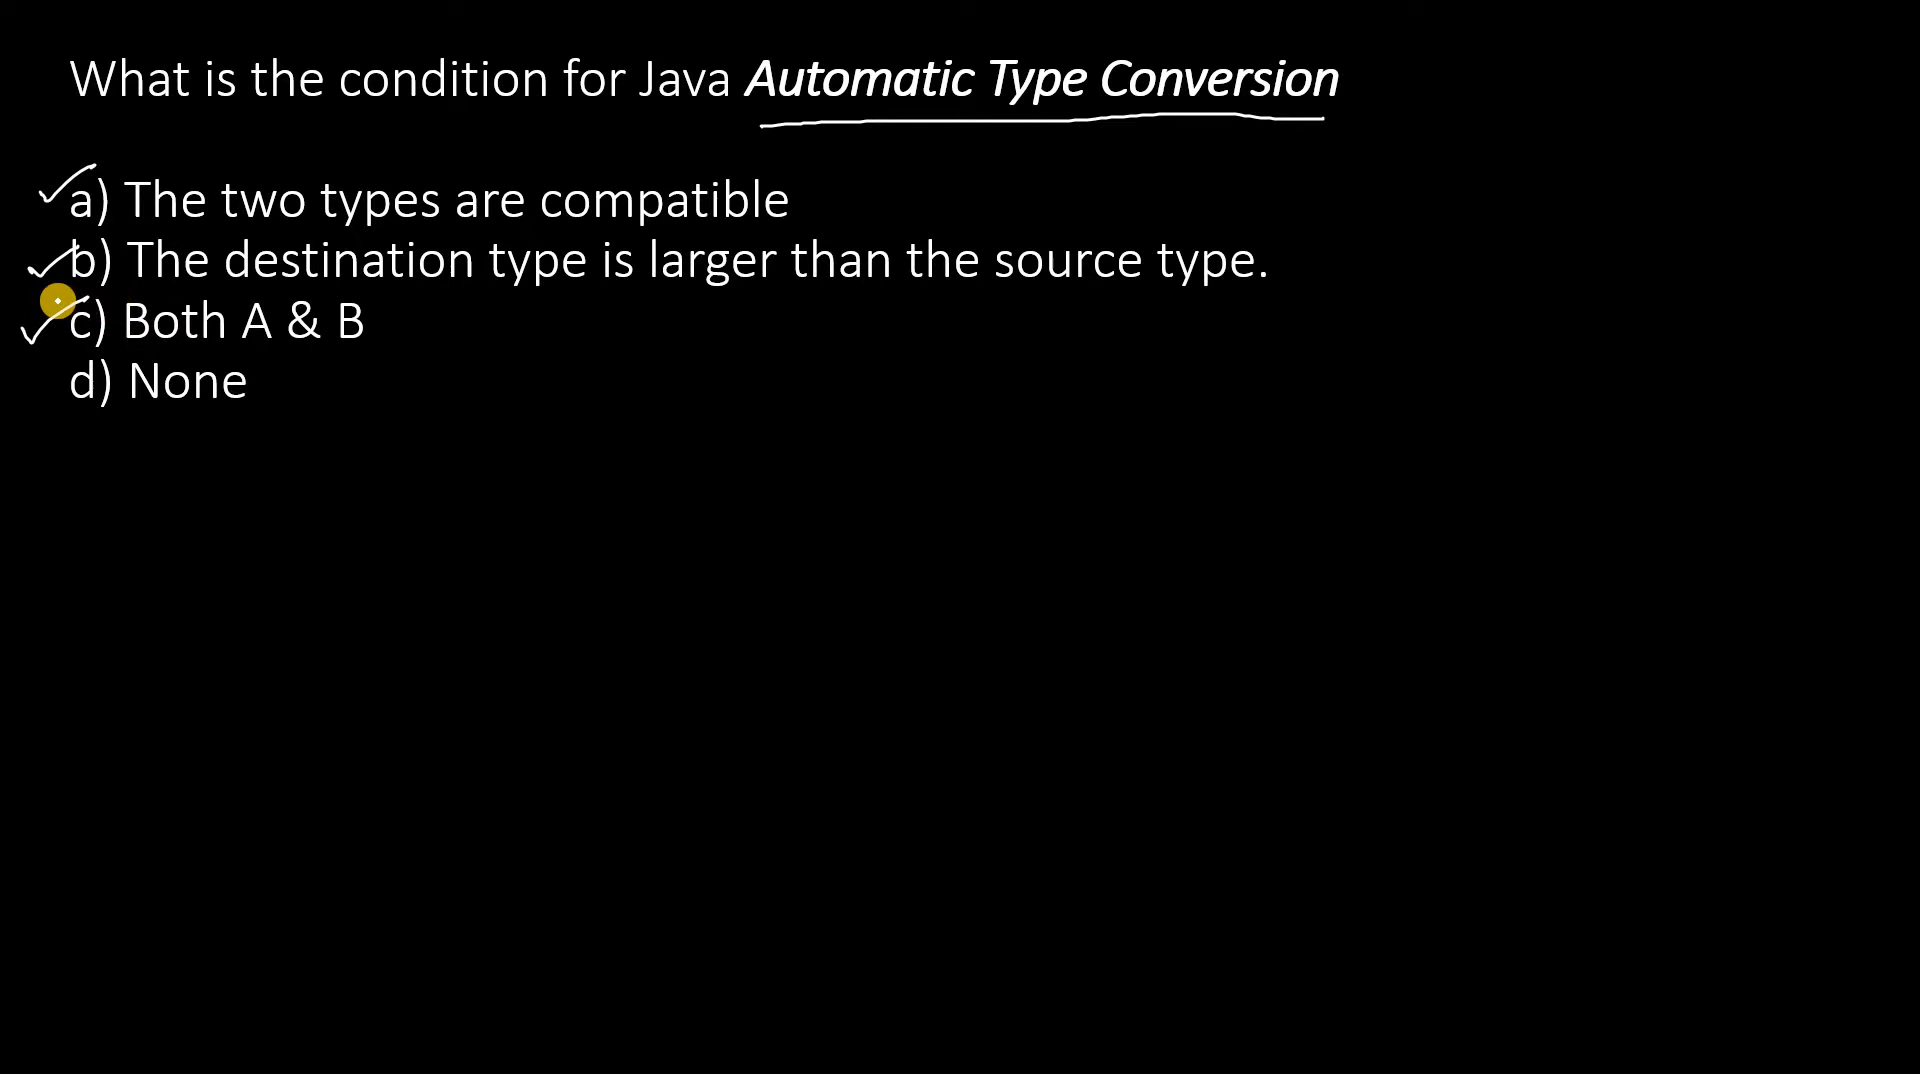 What is the condition for Java Automatic Type Conversion
a) The two types are compatible
b) The destination type is larger than the source type.
c) Both A & B
d) None